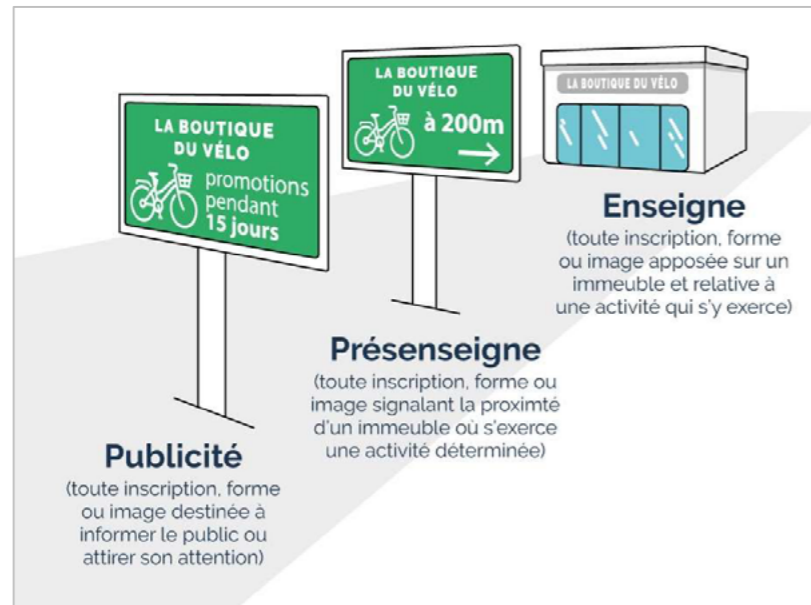 LA BOUTIQUE
DU VÉLO
promotions
pendant
15 jours
Publicité
(toute inscription, forme
ou image destinée à
informer le public ou
attirer son attention)
LA BOUTIQUE
DU VÉLO
à 200m
Présenseigne
(toute inscription, forme ou
image signalant la proximté
d'un immeuble où s'exerce
une activité déterminée)
LA BOUTIQUE DU VÉLO
Enseigne
(toute inscription, forme
ou image apposée sur un
immeuble et relative à
une activité qui s'y exerce)